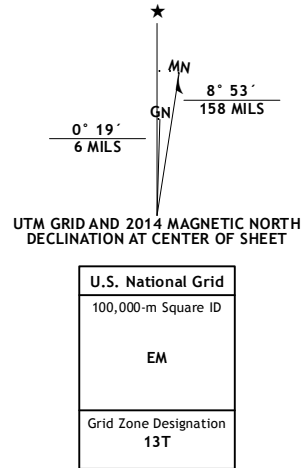 ★
MN
GN
8° 53´
158 MILS
0° 19´
6 MILS
UTM GRID AND 2014 MAGNETIC NORTH
DECLINATION AT CENTER OF SHEET
U.S. National Grid
100,000-m Square ID
EM
Grid Zone Designation
13T